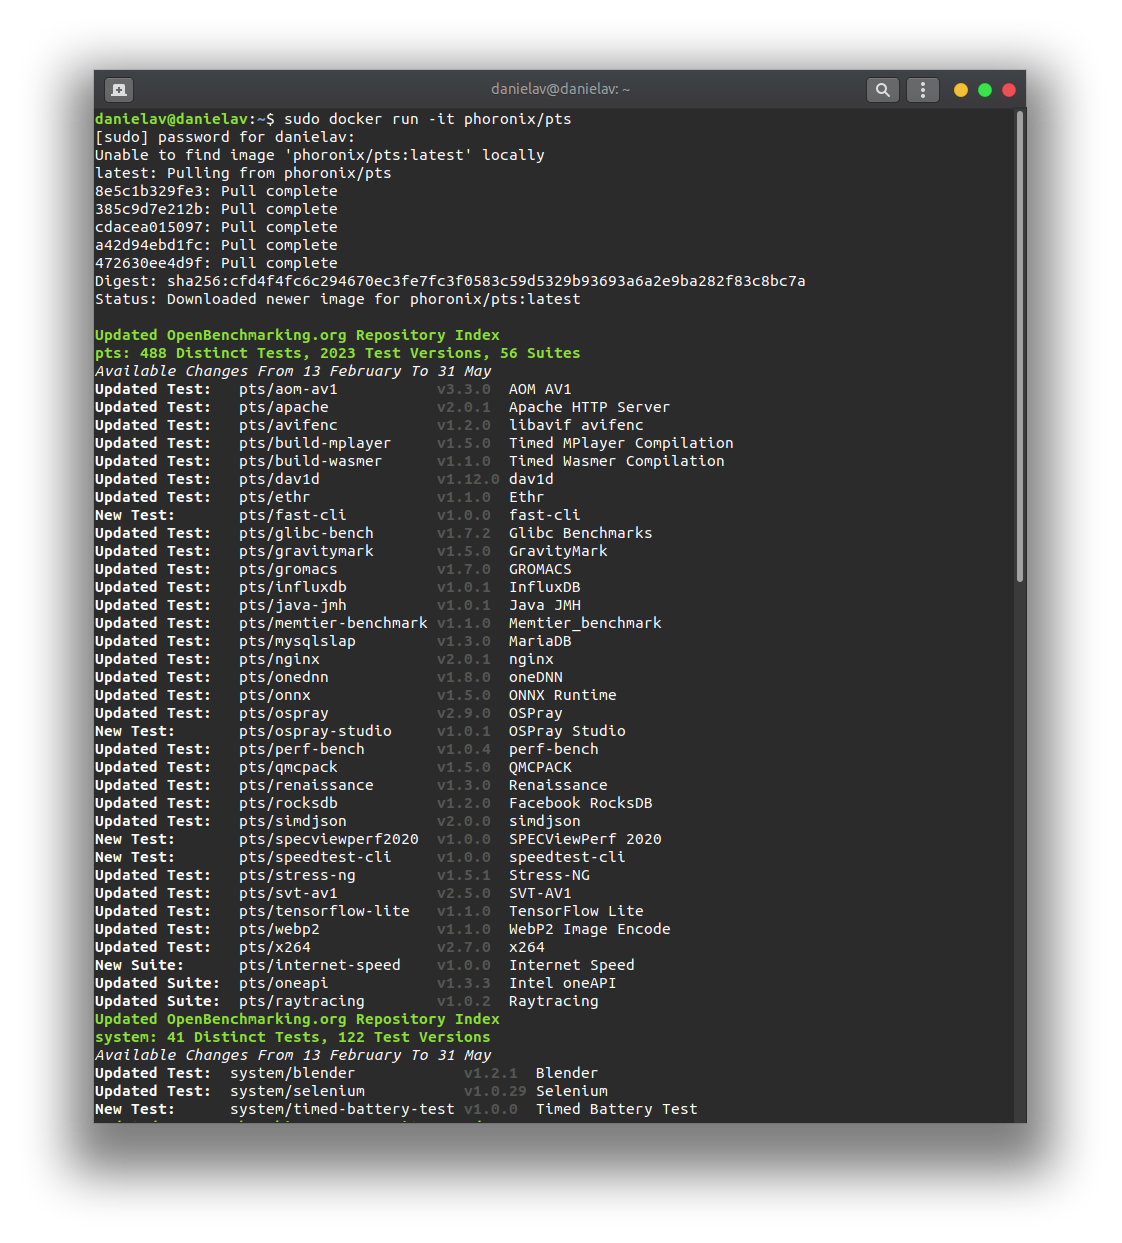 danielav@danielav: ~
danielav@danielav:~$ sudo docker run -it phoronix/pts
[sudo] password for danielav:
Unable to find image 'phoronix/pts:latest' locally
latest: Pulling from phoronix/pts
8e5c1b329fe3: Pull complete
385c9d7e212b: Pull complete
cdacea015097: Pull complete
a42d94ebd1fc: Pull complete
472630ee4d9f: Pull complete
Digest: sha256:cfd4f4fc6c294670ec3fe7fc3f0583c59d5329b93693a6a2e9ba282f83c8bc7a
Status: Downloaded newer image for phoronix/pts:latest
Updated OpenBenchmarking.org Repository Index
pts: 488 Distinct Tests, 2023 Test Versions, 56 Suites
Available Changes From 13 February To 31 May
Updated Test: pts/aom-av1 v3.3.0 AOM AV1
Updated Test: pts/apache v2.0.1 Apache HTTP Server
Updated Test: pts/avifenc v1.2.0 libavif avifenc
Updated Test: pts/build-mplayer v1.5.0 Timed MPlayer Compilation
Updated Test: pts/build-wasmer v1.1.0 Timed Wasmer Compilation
Updated Test: pts/dav1d v1.12.0 dav1d
Updated Test: pts/ethr v1.1.0 Ethr
New Test: pts/fast-cli v1.0.0 fast-cli
Updated Test: pts/glibc-bench v1.7.2 Glibc Benchmarks
Updated Test: pts/gravitymark v1.5.0 GravityMark
Updated Test: pts/gromacs v1.7.0 GROMACS
Updated Test: pts/influxdb v1.0.1 InfluxDB
Updated Test: pts/java-jmh v1.0.1 Java JMH
Updated Test: pts/memtier-benchmark v1.1.0 Memtier_benchmark
Updated Test: pts/mysqlslap v1.3.0 MariaDB
Updated Test: pts/nginx v2.0.1 nginx
Updated Test: pts/onednn v1.8.0 oneDNN
Updated Test: pts/onnx v1.5.0 ONNX Runtime
Updated Test: pts/ospray v2.9.0 OSPray
New Test: pts/ospray-studio v1.0.1 OSPray Studio
Updated Test: pts/perf-bench v1.0.4 perf-bench
Updated Test: pts/qmcpack v1.5.0 QMCPACK
Updated Test: pts/renaissance v1.3.0 Renaissance
Updated Test: pts/rocksdb v1.2.0 Facebook RocksDB
Updated Test: pts/simdjson v2.0.0 simdjson
New Test: pts/specviewperf2020 v1.0.0 SPECViewPerf 2020
New Test: pts/speedtest-cli v1.0.0 speedtest-cli
Updated Test: pts/stress-ng v1.5.1 Stress-NG
Updated Test: pts/svt-av1 v2.5.0 SVT-AV1
Updated Test: pts/tensorflow-lite v1.1.0 TensorFlow Lite
Updated Test: pts/webp2 v1.1.0 WebP2 Image Encode
Updated Test: pts/x264 v2.7.0 x264
New Suite: pts/internet-speed v1.0.0 Internet Speed
Updated Suite: pts/oneapi v1.3.3 Intel oneAPI
Updated Suite: pts/raytracing v1.0.2 Raytracing
Updated OpenBenchmarking.org Repository Index
system: 41 Distinct Tests, 122 Test Versions
Available Changes From 13 February To 31 May
Updated Test: system/blender v1.2.1 Blender
Updated Test: system/selenium v1.0.29 Selenium
New Test: system/timed-battery-test v1.0.0 Timed Battery Test